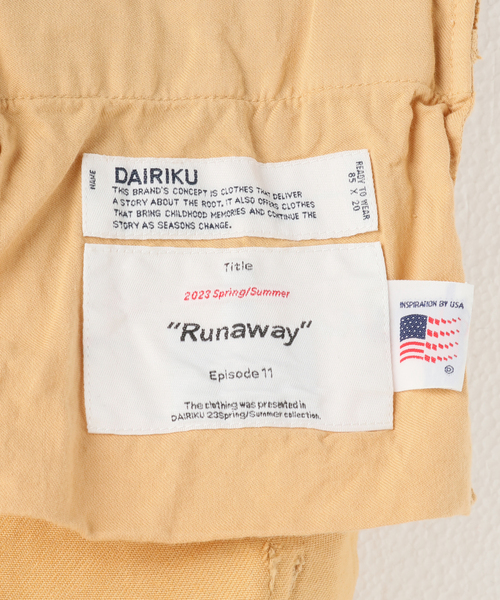 NAME
DAIRIKU
THIS BRAND'S CONCEPT IS CLOTHES THAT DELIVER
A STORY ABOUT THE ROOT. IT ALSO OFFERS CLOTHES
THAT BRING CHILDHOOD MEMORIES AND CONTINUE THE
STORY AS SEASONS CHANGE.
READY TO WEAR
85 X 20
Title
2023 Spring/Summer
"Runaway"
Episode 11
The clothing was presented in
DAIRIKU 23Spring/Summer collection.
INSPIRATION BY USA
®